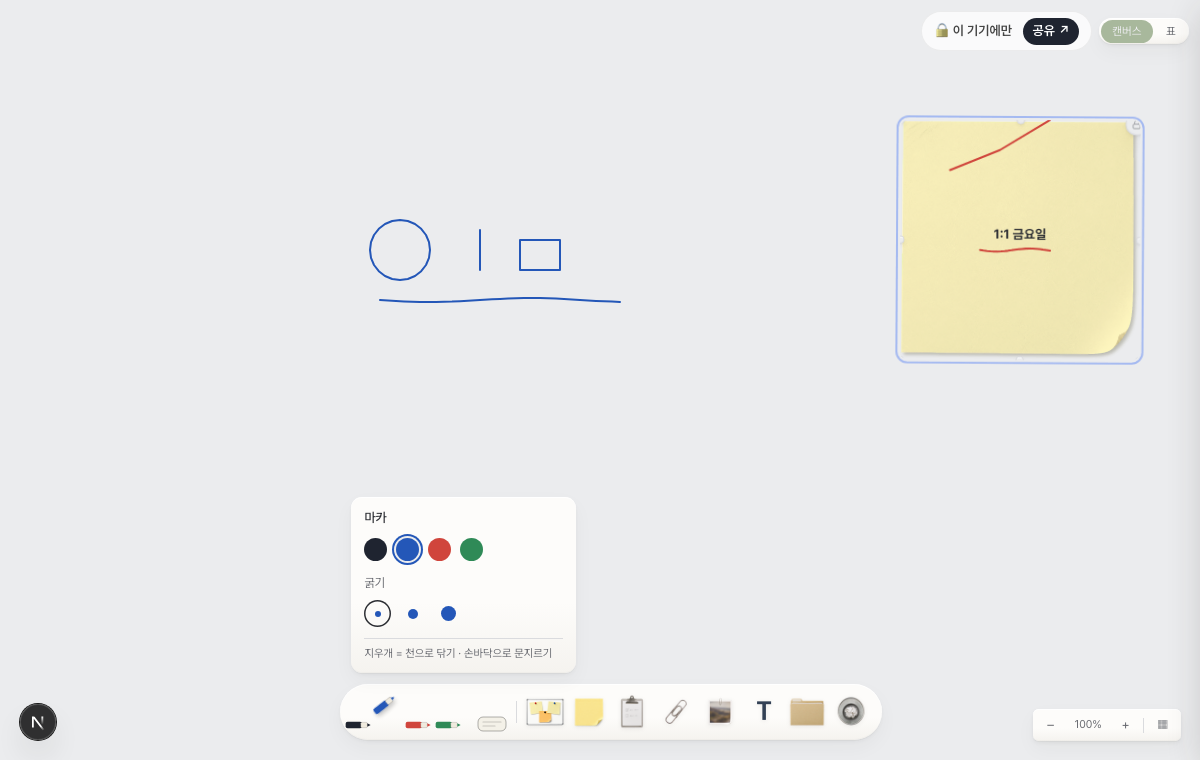 이 기기에만
공유 ↗
캔버스
표
1:1 금요일
마카
굵기
지우개 = 천으로 닦기 · 손바닥으로 문지르기
N
T
− 100% +